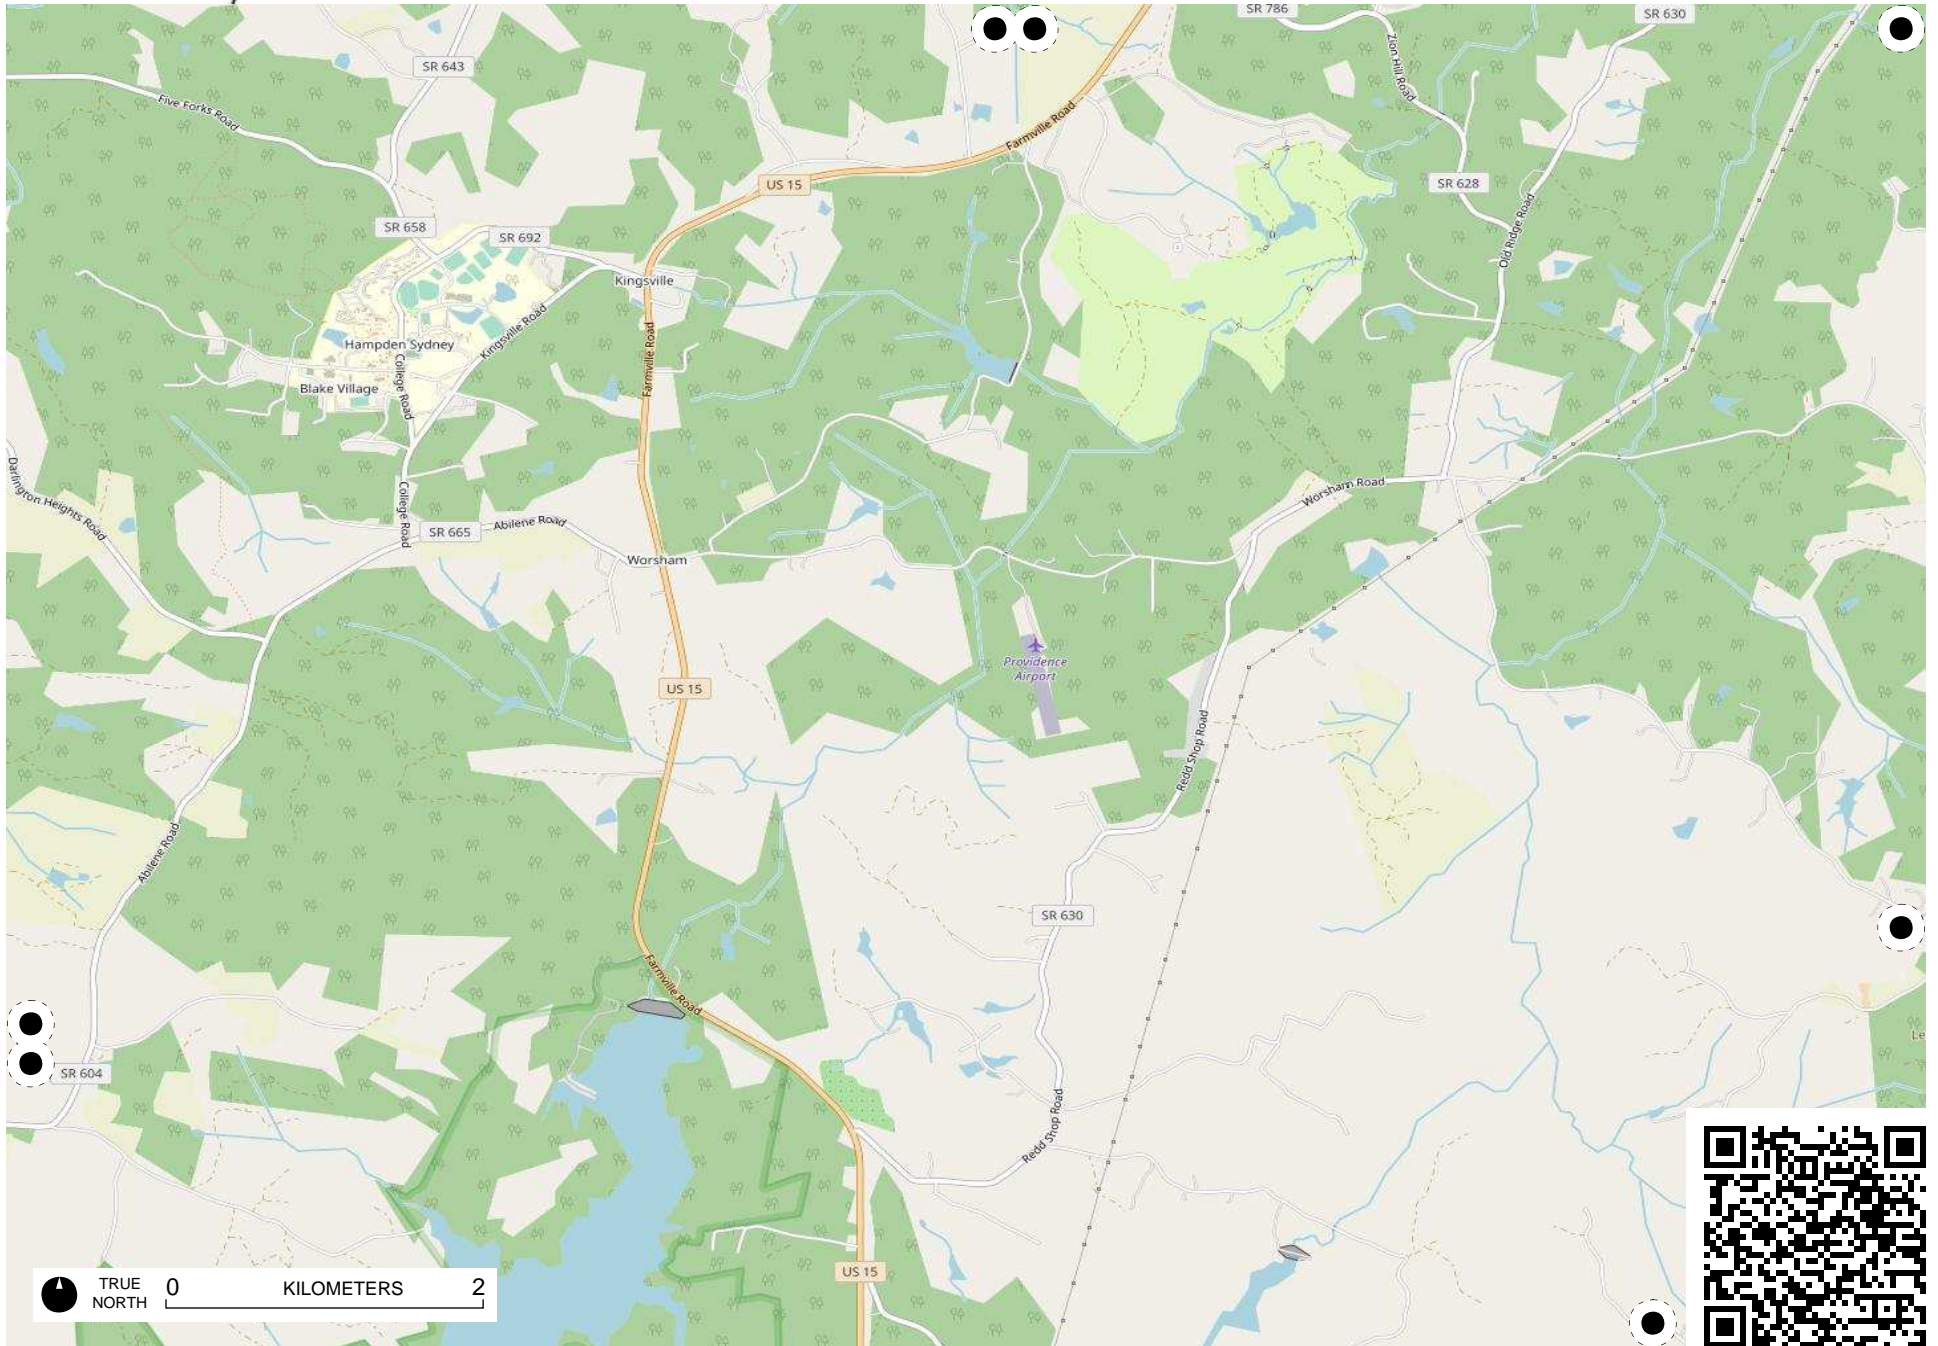 SR 786
SR 630
SR 643
Zion Hill Road
Five Forks Road
Farmville Road
US 15
SR 628
SR 658
SR 692
Old Ridge Road
Kingsville
Hampden Sydney
Kingsville Road
Farmville Road
Blake Village
College Road
Darlington Heights Road
College Road
Worsham Road
SR 665
Abilene Road
Worsham
Providence
Airport
US 15
Redd Shop Road
Abilene Road
SR 630
Farmville Road
SR 604
Redd Shop Road
US 15
TRUE
NORTH
0 KILOMETERS 2